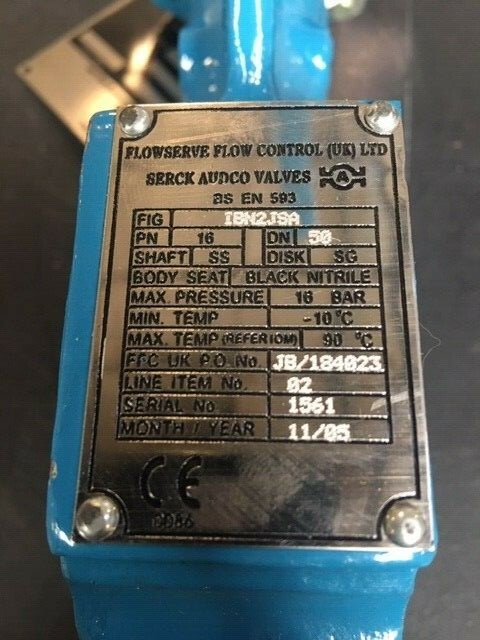 FLOWSERVE FLOW CONTROL (UK) LTD
SERCK AUDCO VALVES
BS EN 593
FIG IBN2JSA
PN 16 DN 50
SHAFT SS DISK SG
BODY SEAT BLACK NITRILE
MAX. PRESSURE 16 BAR
MIN. TEMP -10°C
MAX. TEMP (REFER IOM) 90 °C
FFC UK P.O. No. JB/184023
LINE ITEM No. 02
SERIAL No 1561
MONTH / YEAR 11/05
CE
0086